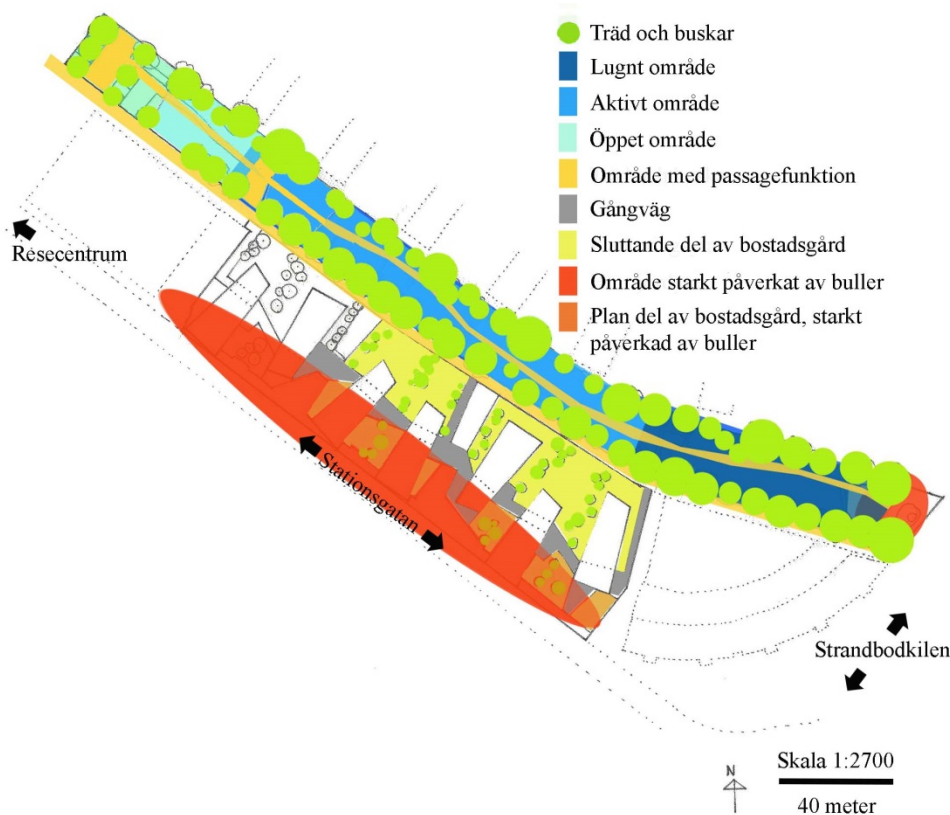 Träd och buskar
Lugnt område
Aktivt område
Öppet område
Område med passagefunktion
Gångväg
Sluttande del av bostadsgård
Område starkt påverkat av buller
Plan del av bostadsgård, starkt
påverkad av buller
Resecentrum
Stationsgatan
Strandbodkilen
N
Skala 1:2700
40 meter